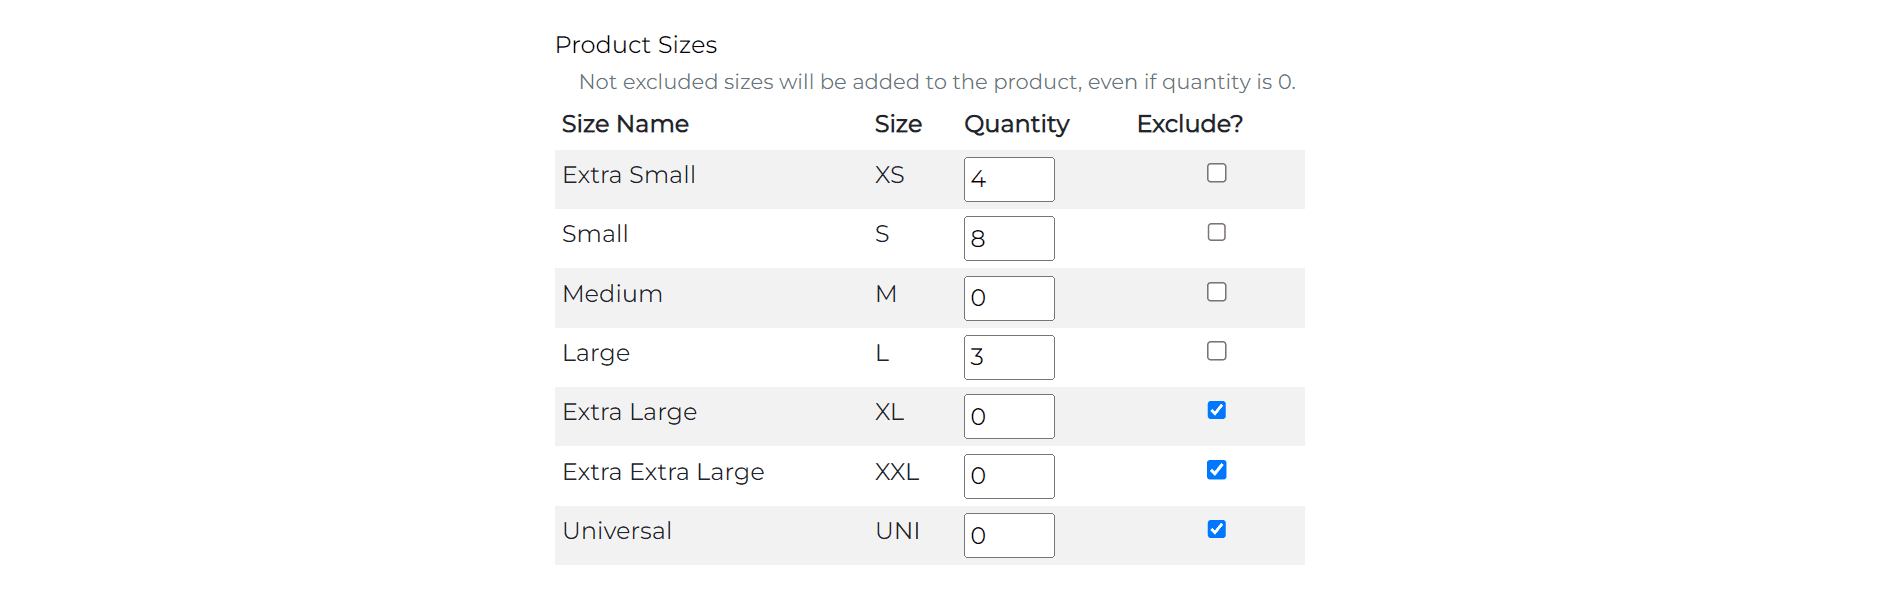 Product Sizes
Not excluded sizes will be added to the product, even if quantity is 0.
Size Name Size Quantity Exclude?
Extra Small XS 4
Small S 8
Medium M 0
Large L 3
Extra Large XL 0
Extra Extra Large XXL 0
Universal UNI 0